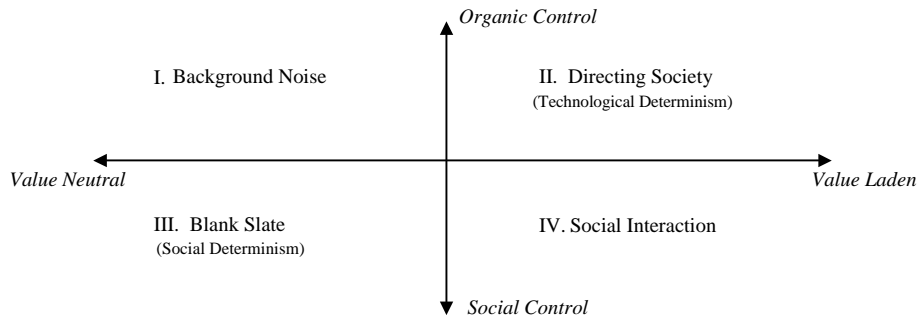 Organic Control
I. Background Noise
II. Directing Society
(Technological Determinism)
Value Neutral
Value Laden
III. Blank Slate
(Social Determinism)
IV. Social Interaction
Social Control